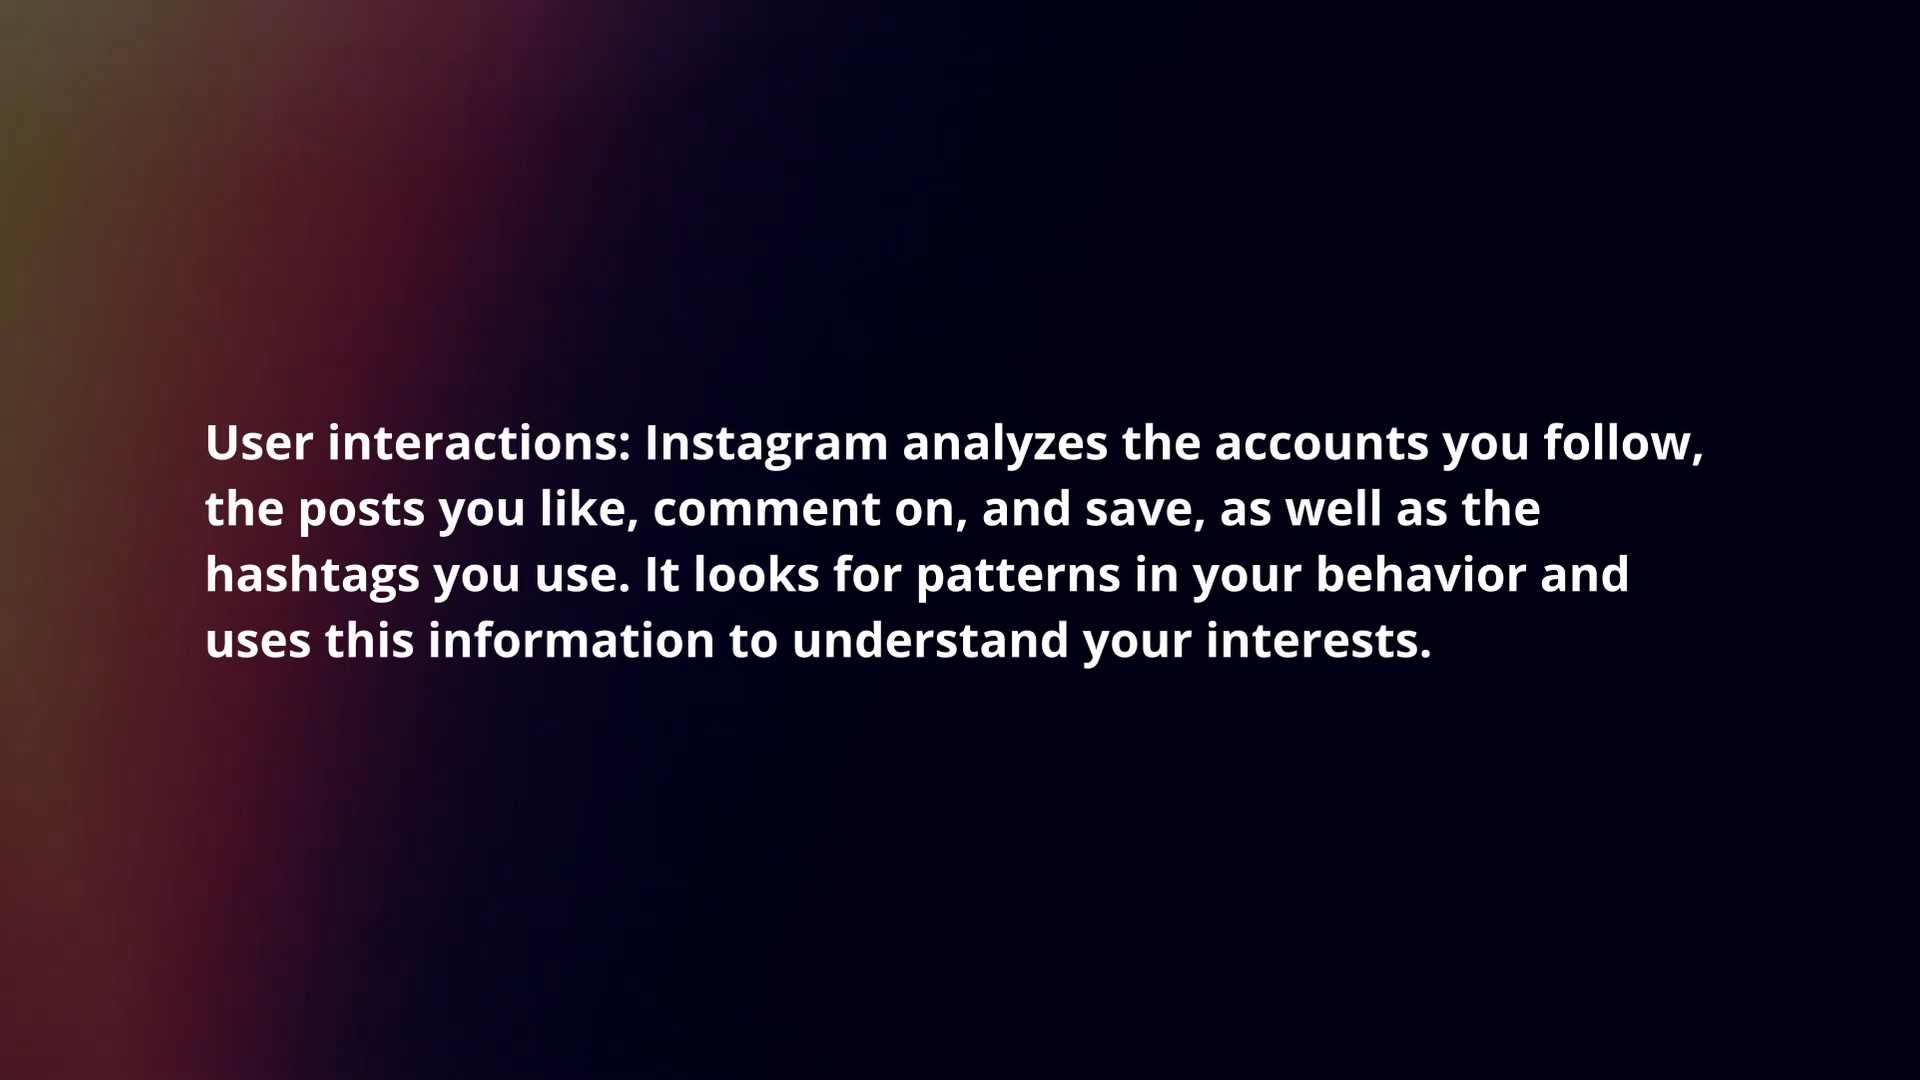 User interactions: Instagram analyzes the accounts you follow,
the posts you like, comment on, and save, as well as the
hashtags you use. It looks for patterns in your behavior and
uses this information to understand your interests.